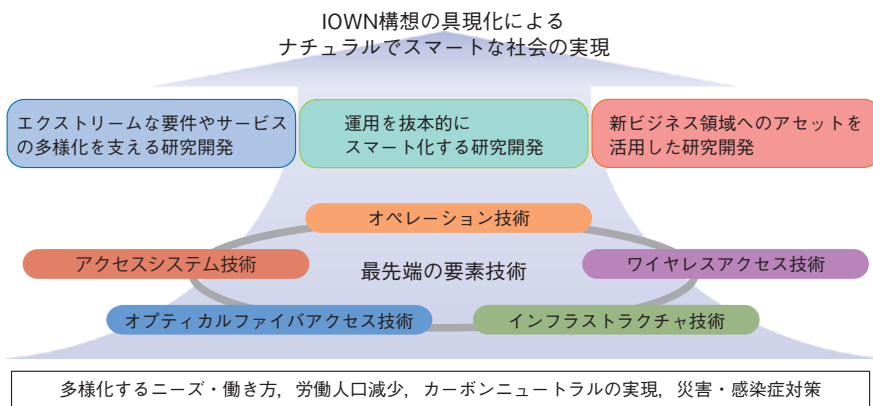 IOWN構想の具現化による
ナチュラルでスマートな社会の実現
エクストリームな要件やサービス
の多様化を支える研究開発
運用を抜本的に
スマート化する研究開発
新ビジネス領域へのアセットを
活用した研究開発
オペレーション技術
アクセスシステム技術
最先端の要素技術
ワイヤレスアクセス技術
オプティカルファイバアクセス技術
インフラストラクチャ技術
多様化するニーズ・働き方，労働人口減少，カーボンニュートラルの実現，災害・感染症対策